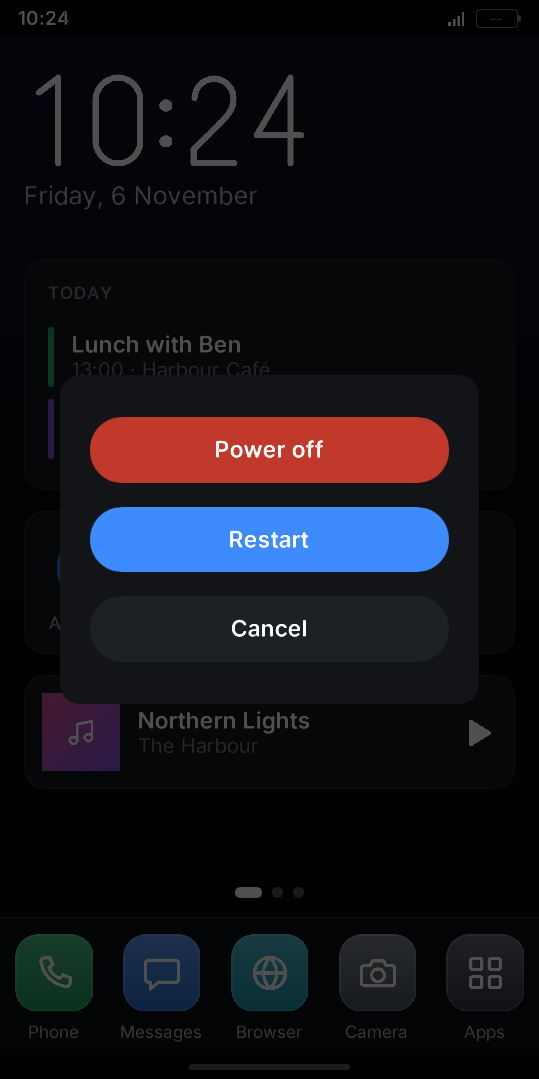 10:24
--
10:24
Friday, 6 November
TODAY
Lunch with Ben
13:00 · Harbour Café
Power off
Restart
Cancel
Northern Lights
The Harbour
Phone
Messages
Browser
Camera
Apps